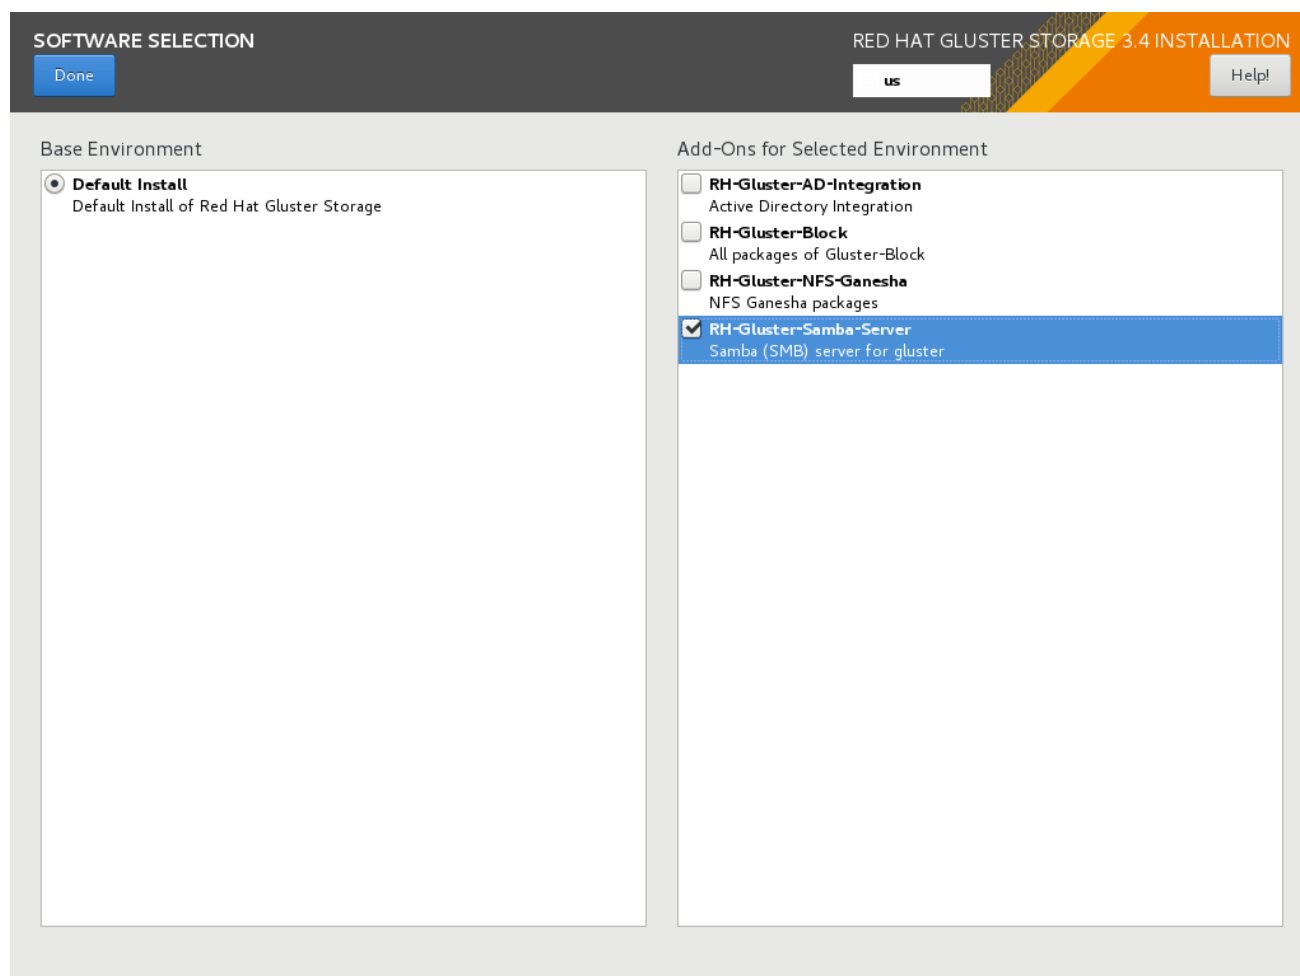 SOFTWARE SELECTION
RED HAT GLUSTER STORAGE 3.4 INSTALLATION
Done
us
Help!
Base Environment
Default Install
Default Install of Red Hat Gluster Storage
Add-Ons for Selected Environment
RH-Gluster-AD-Integration
Active Directory Integration
RH-Gluster-Block
All packages of Gluster-Block
RH-Gluster-NFS-Ganesha
NFS Ganesha packages
RH-Gluster-Samba-Server
Samba (SMB) server for gluster